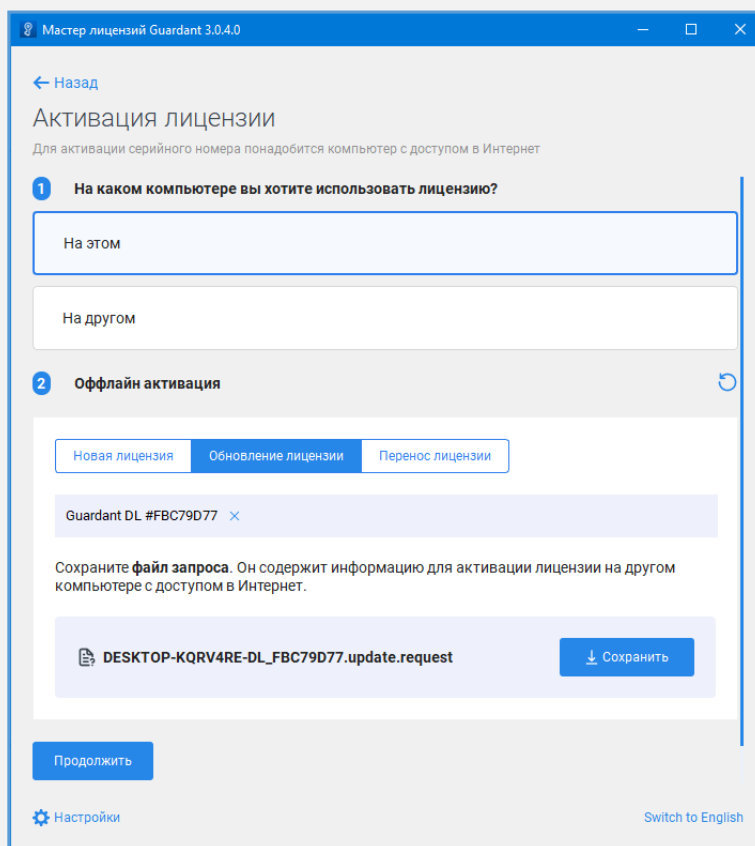 Мастер лицензий Guardant 3.0.4.0
Назад
Активация лицензии
Для активации серийного номера понадобится компьютер с доступом в Интернет
1 На каком компьютере вы хотите использовать лицензию?
На этом
На другом
2 Оффлайн активация
Новая лицензия Обновление лицензии Перенос лицензии
Guardant DL #FBC79D77 ×
Сохраните файл запроса. Он содержит информацию для активации лицензии на другом
компьютере с доступом в Интернет.
DESKTOP-KQRV4RE-DL_FBC79D77.update.request Сохранить
Продолжить
Настройки Switch to English